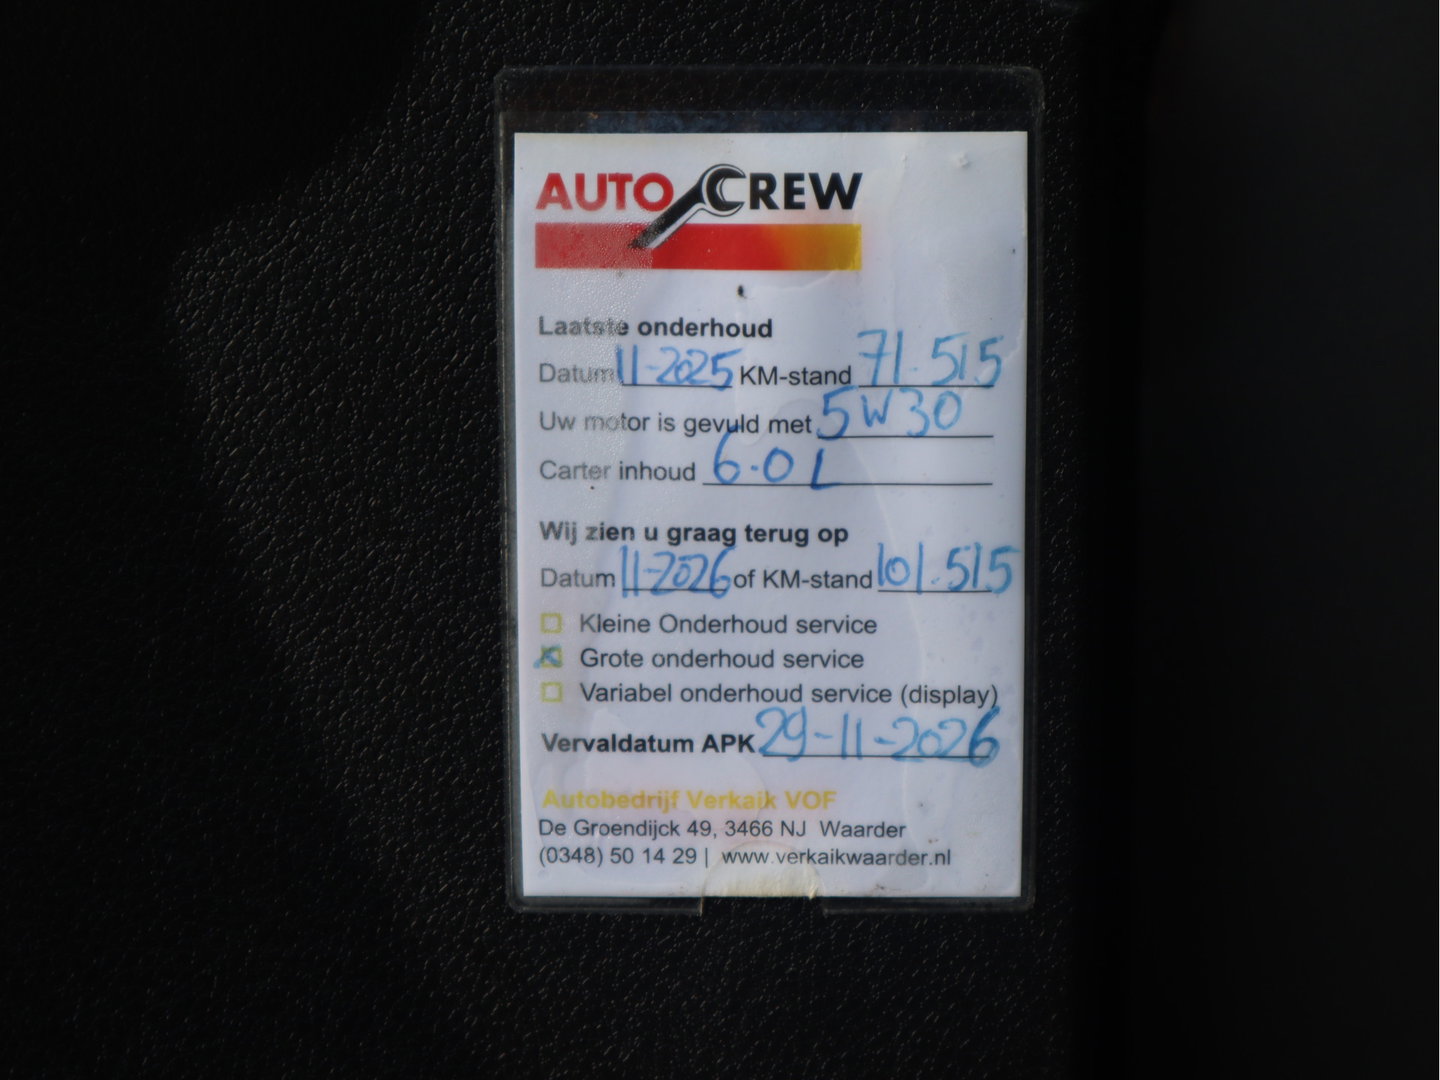 AUTO CREW
Laatste onderhoud
Datum 11-2025 KM-stand 71.515
Uw motor is gevuld met 5W30
Carter inhoud 6.0 L
Wij zien u graag terug op
Datum 11-2026 of KM-stand 101.515
Kleine Onderhoud service
Grote onderhoud service
Variabel onderhoud service (display)
Vervaldatum APK 29-11-2026
Autobedrijf Verkaik VOF
De Groendijck 49, 3466 NJ Waarder
(0348) 50 14 29 | www.verkaikwaarder.nl